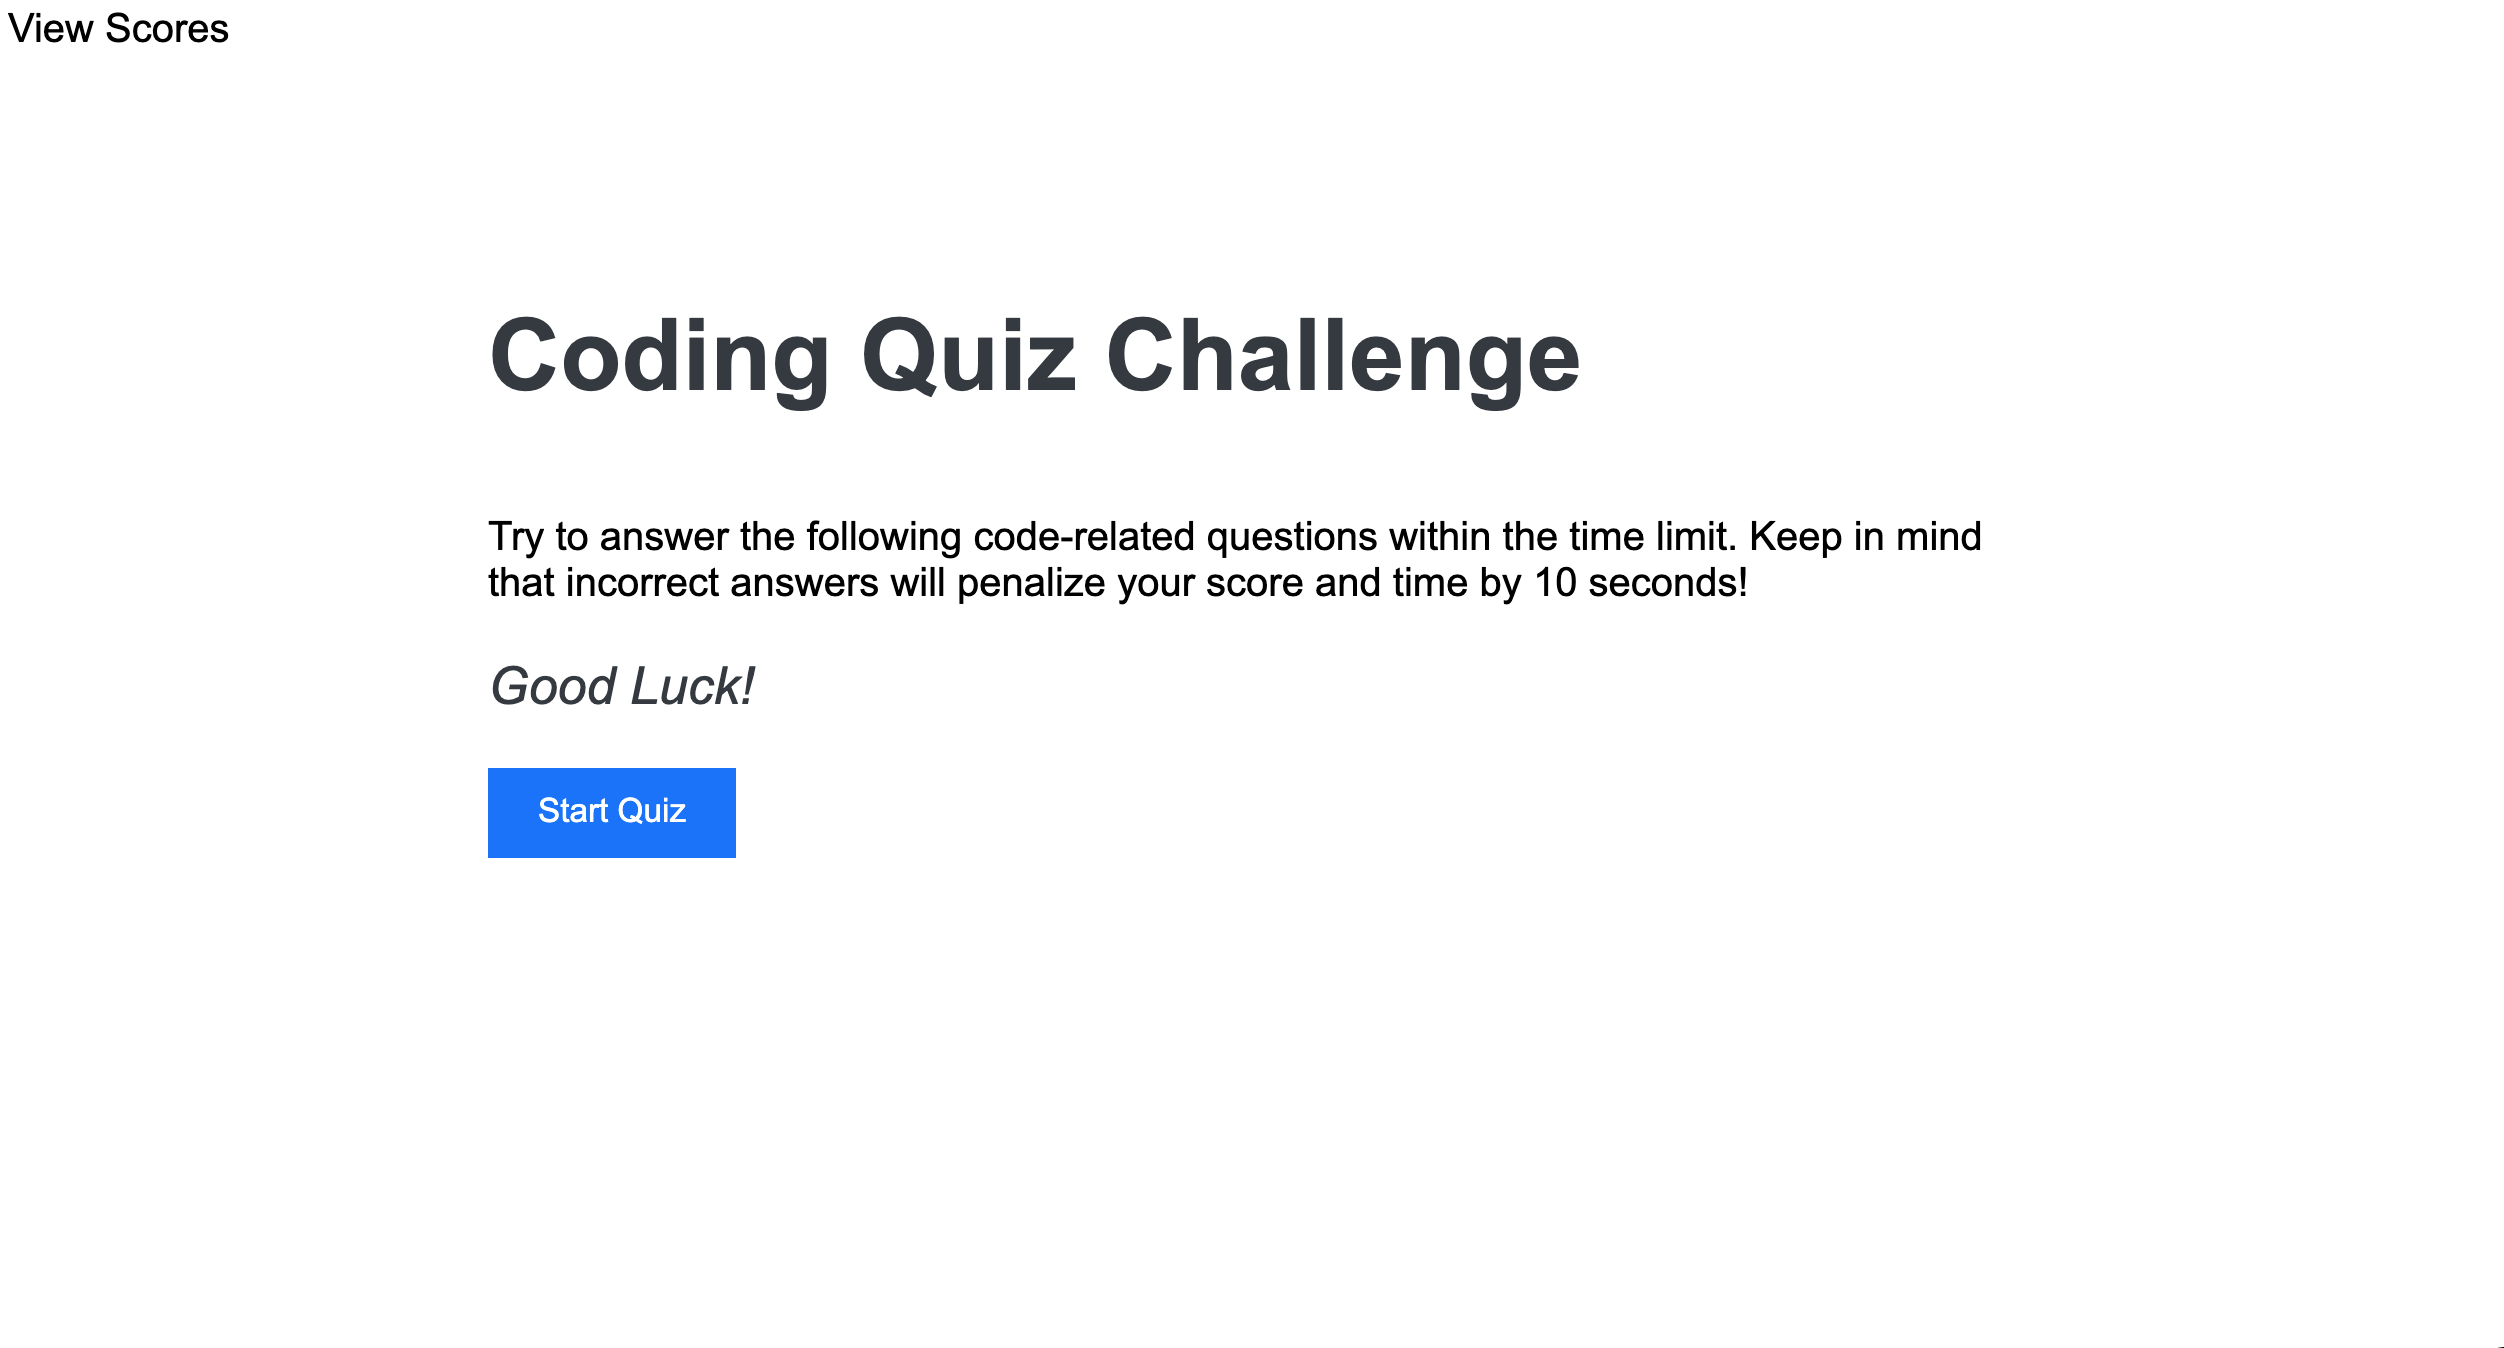 View Scores
Coding Quiz Challenge
Try to answer the following code-related questions within the time limit. Keep in mind
that incorrect answers will penalize your score and time by 10 seconds!
Good Luck!
Start Quiz